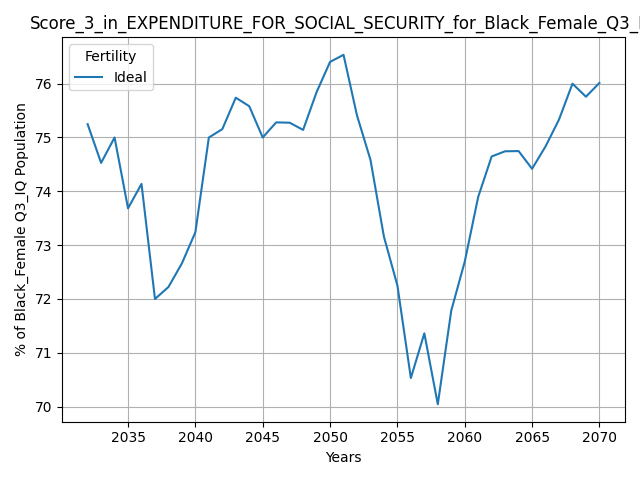 Score_3_in_EXPENDITURE_FOR_SOCIAL_SECURITY_for_Black_Female_Q3_I
Fertility
Ideal
76
75
74
73
72
71
70
% of Black_Female Q3_IQ Population
2035 2040 2045 2050 2055 2060 2065 2070
Years